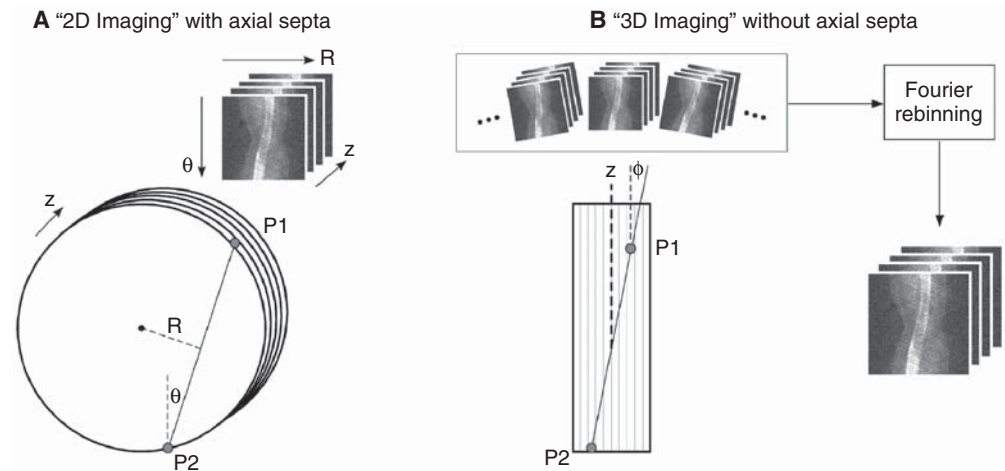 A “2D Imaging” with axial septa
R
θ
z
z
P1
R
θ
P2
B “3D Imaging” without axial septa
Fourier
rebinning
z
ϕ
P1
P2